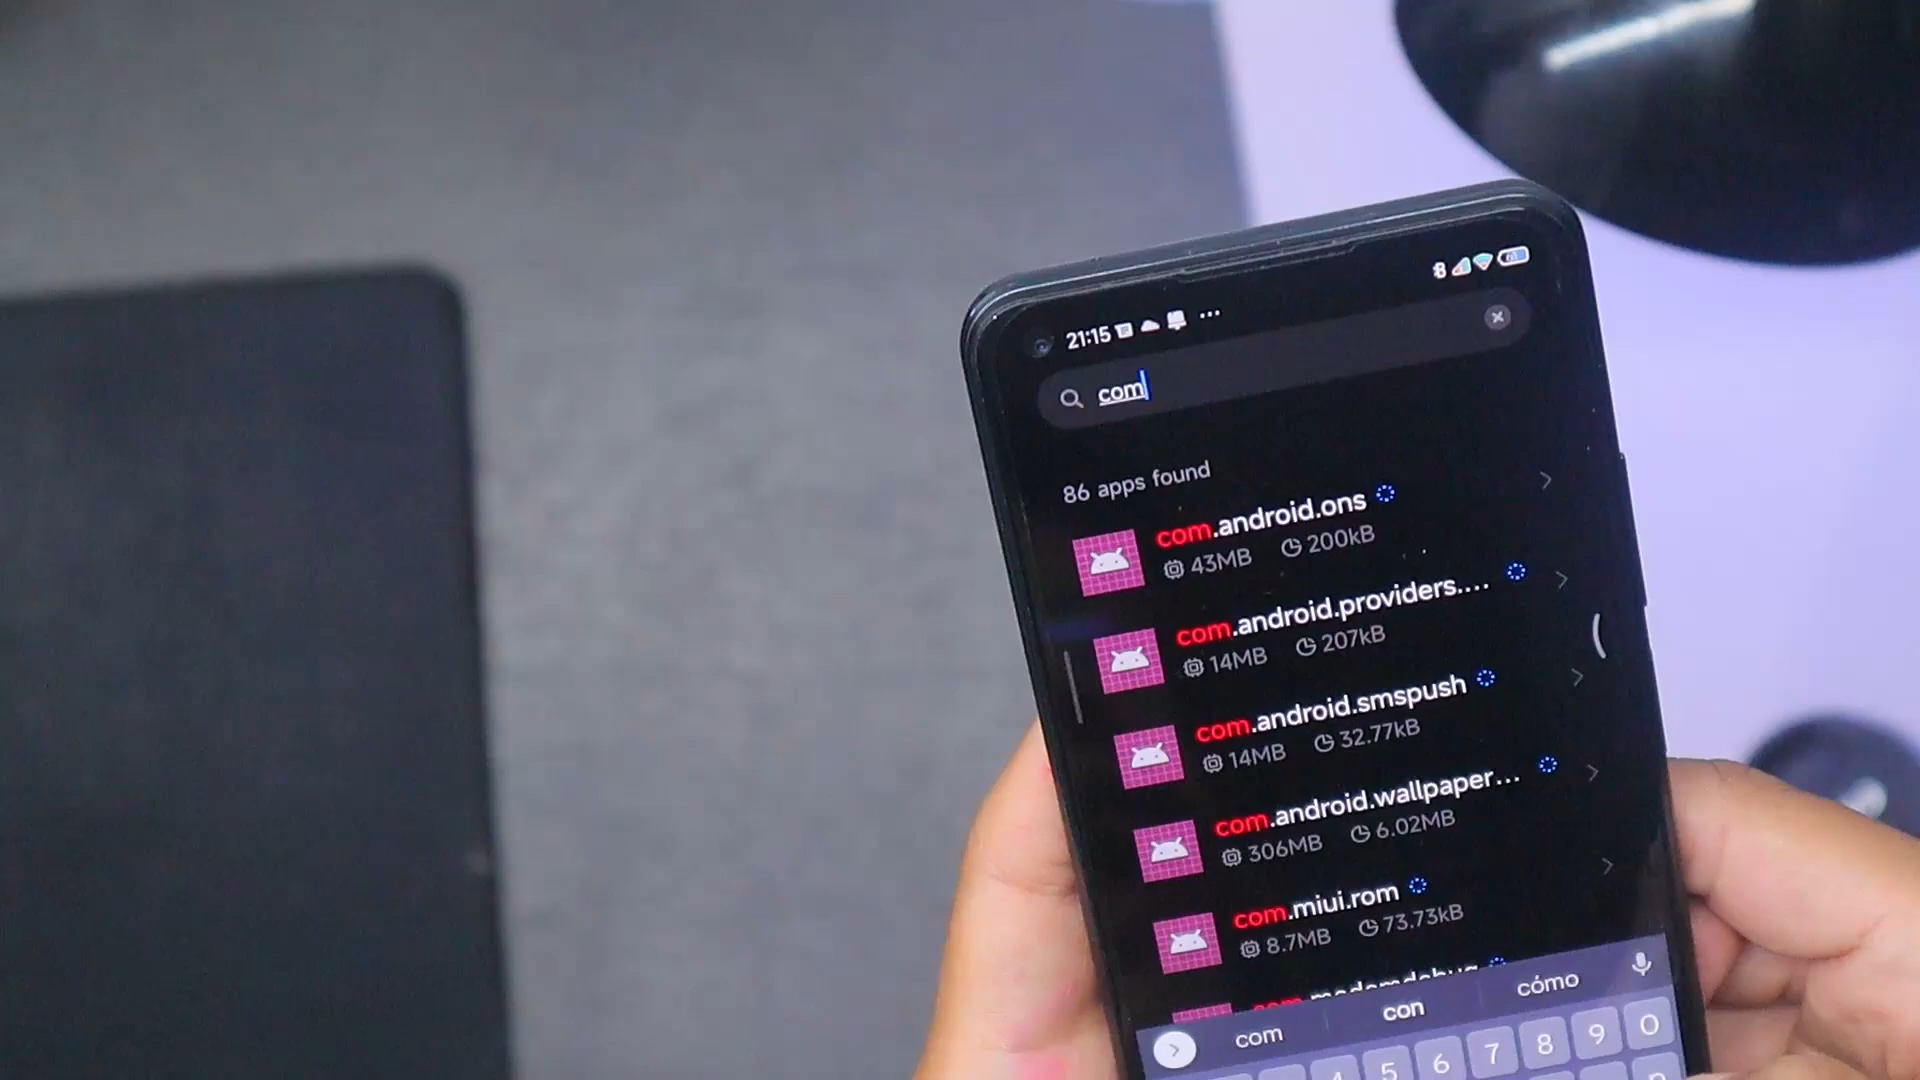 21:15
com
86 apps found
com.android.ons
43MB 200kB
com.android.providers....
14MB 207kB
com.android.smspush
14MB 32.77kB
com.android.wallpaper...
306MB 6.02MB
com.miui.rom
8.7MB 73.73kB
com con cómo
4 5 6 7 8 9 0